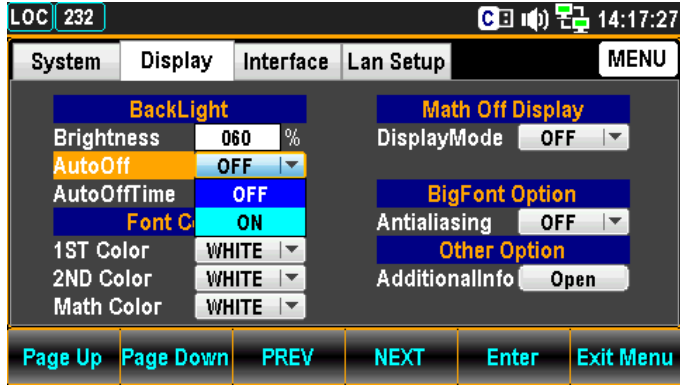 LOC 232 C 14:17:27
System Display Interface Lan Setup MENU
BackLight Math Off Display
Brightness 060 % DisplayMode OFF
AutoOff OFF
AutoOffTime OFF BigFont Option
Font C ON Antialiasing OFF
1ST Color WHITE Other Option
2ND Color WHITE AdditionalInfo Open
Math Color WHITE
Page Up Page Down PREV NEXT Enter Exit Menu